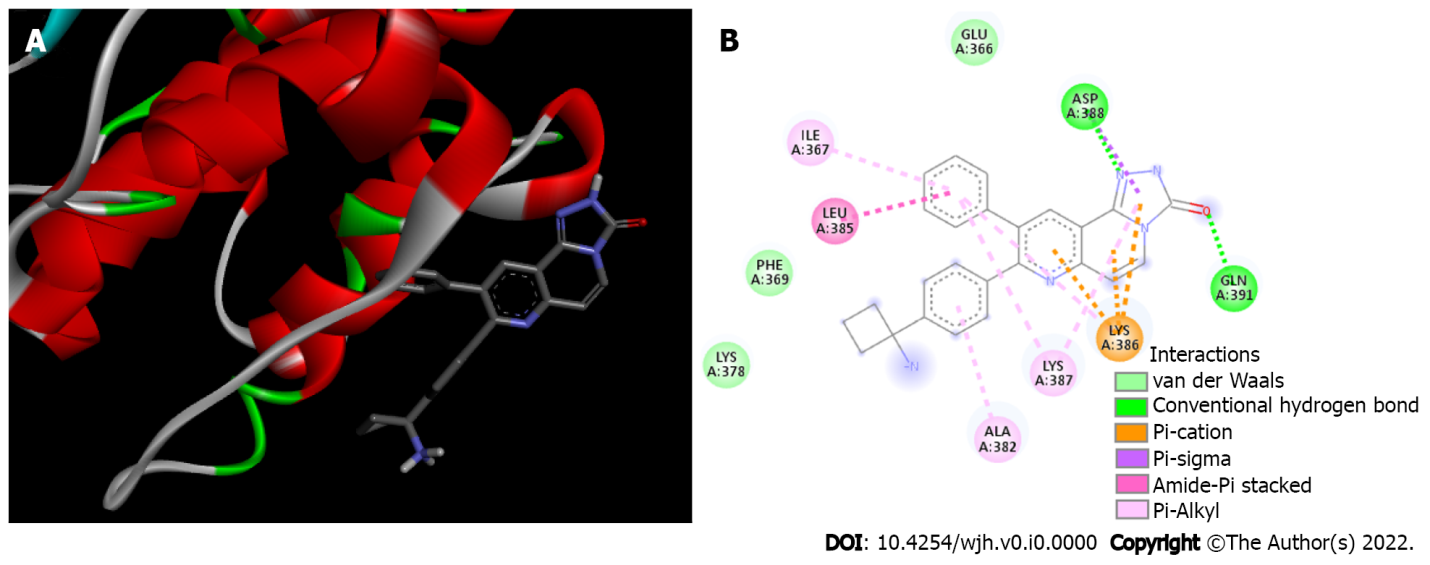 A
B
GLU
A:366
ASP
A:388
ILE
A:367
N
N
LEU
A:385
O
N
PHE
A:369
GLN
A:391
N
LYS
A:386
LYS
A:378
N
LYS
A:387
ALA
A:382
Interactions
van der Waals
Conventional hydrogen bond
Pi-cation
Pi-sigma
Amide-Pi stacked
Pi-Alkyl
DOI: 10.4254/wjh.v0.i0.0000 Copyright ©The Author(s) 2022.